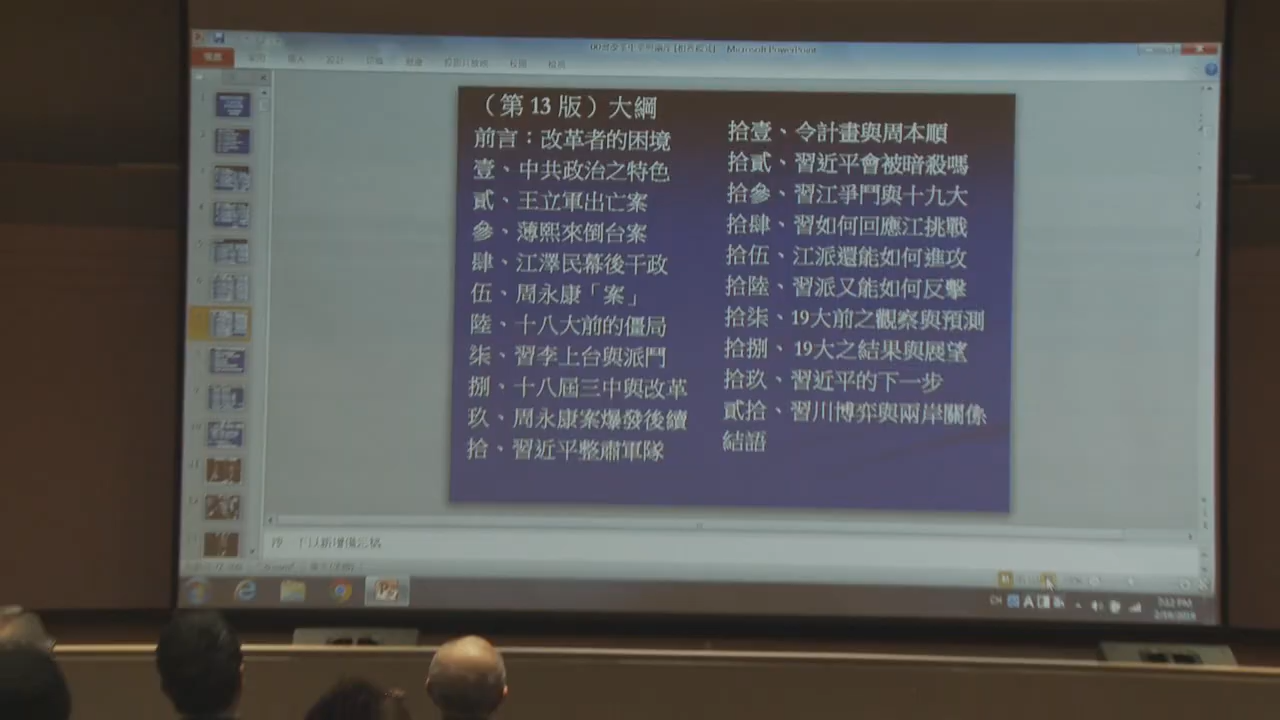 Microsoft PowerPoint
（第13版）大綱
前言：改革者的困境
壹、中共政治之特色
貳、王立軍出亡案
參、薄熙來倒台案
肆、江澤民幕後干政
伍、周永康「案」
陸、十八大前的僵局
柒、習李上台與派鬥
捌、十八屆三中與改革
玖、周永康案爆發後續
拾、習近平整肅軍隊
拾壹、令計畫與周本順
拾貳、習近平會被暗殺嗎
拾參、習江爭鬥與十九大
拾肆、習如何回應江挑戰
拾伍、江派還能如何進攻
拾陸、習派又能如何反擊
拾柒、19大前之觀察與預測
拾捌、19大之結果與展望
拾玖、習近平的下一步
貳拾、習川博弈與兩岸關係
結語